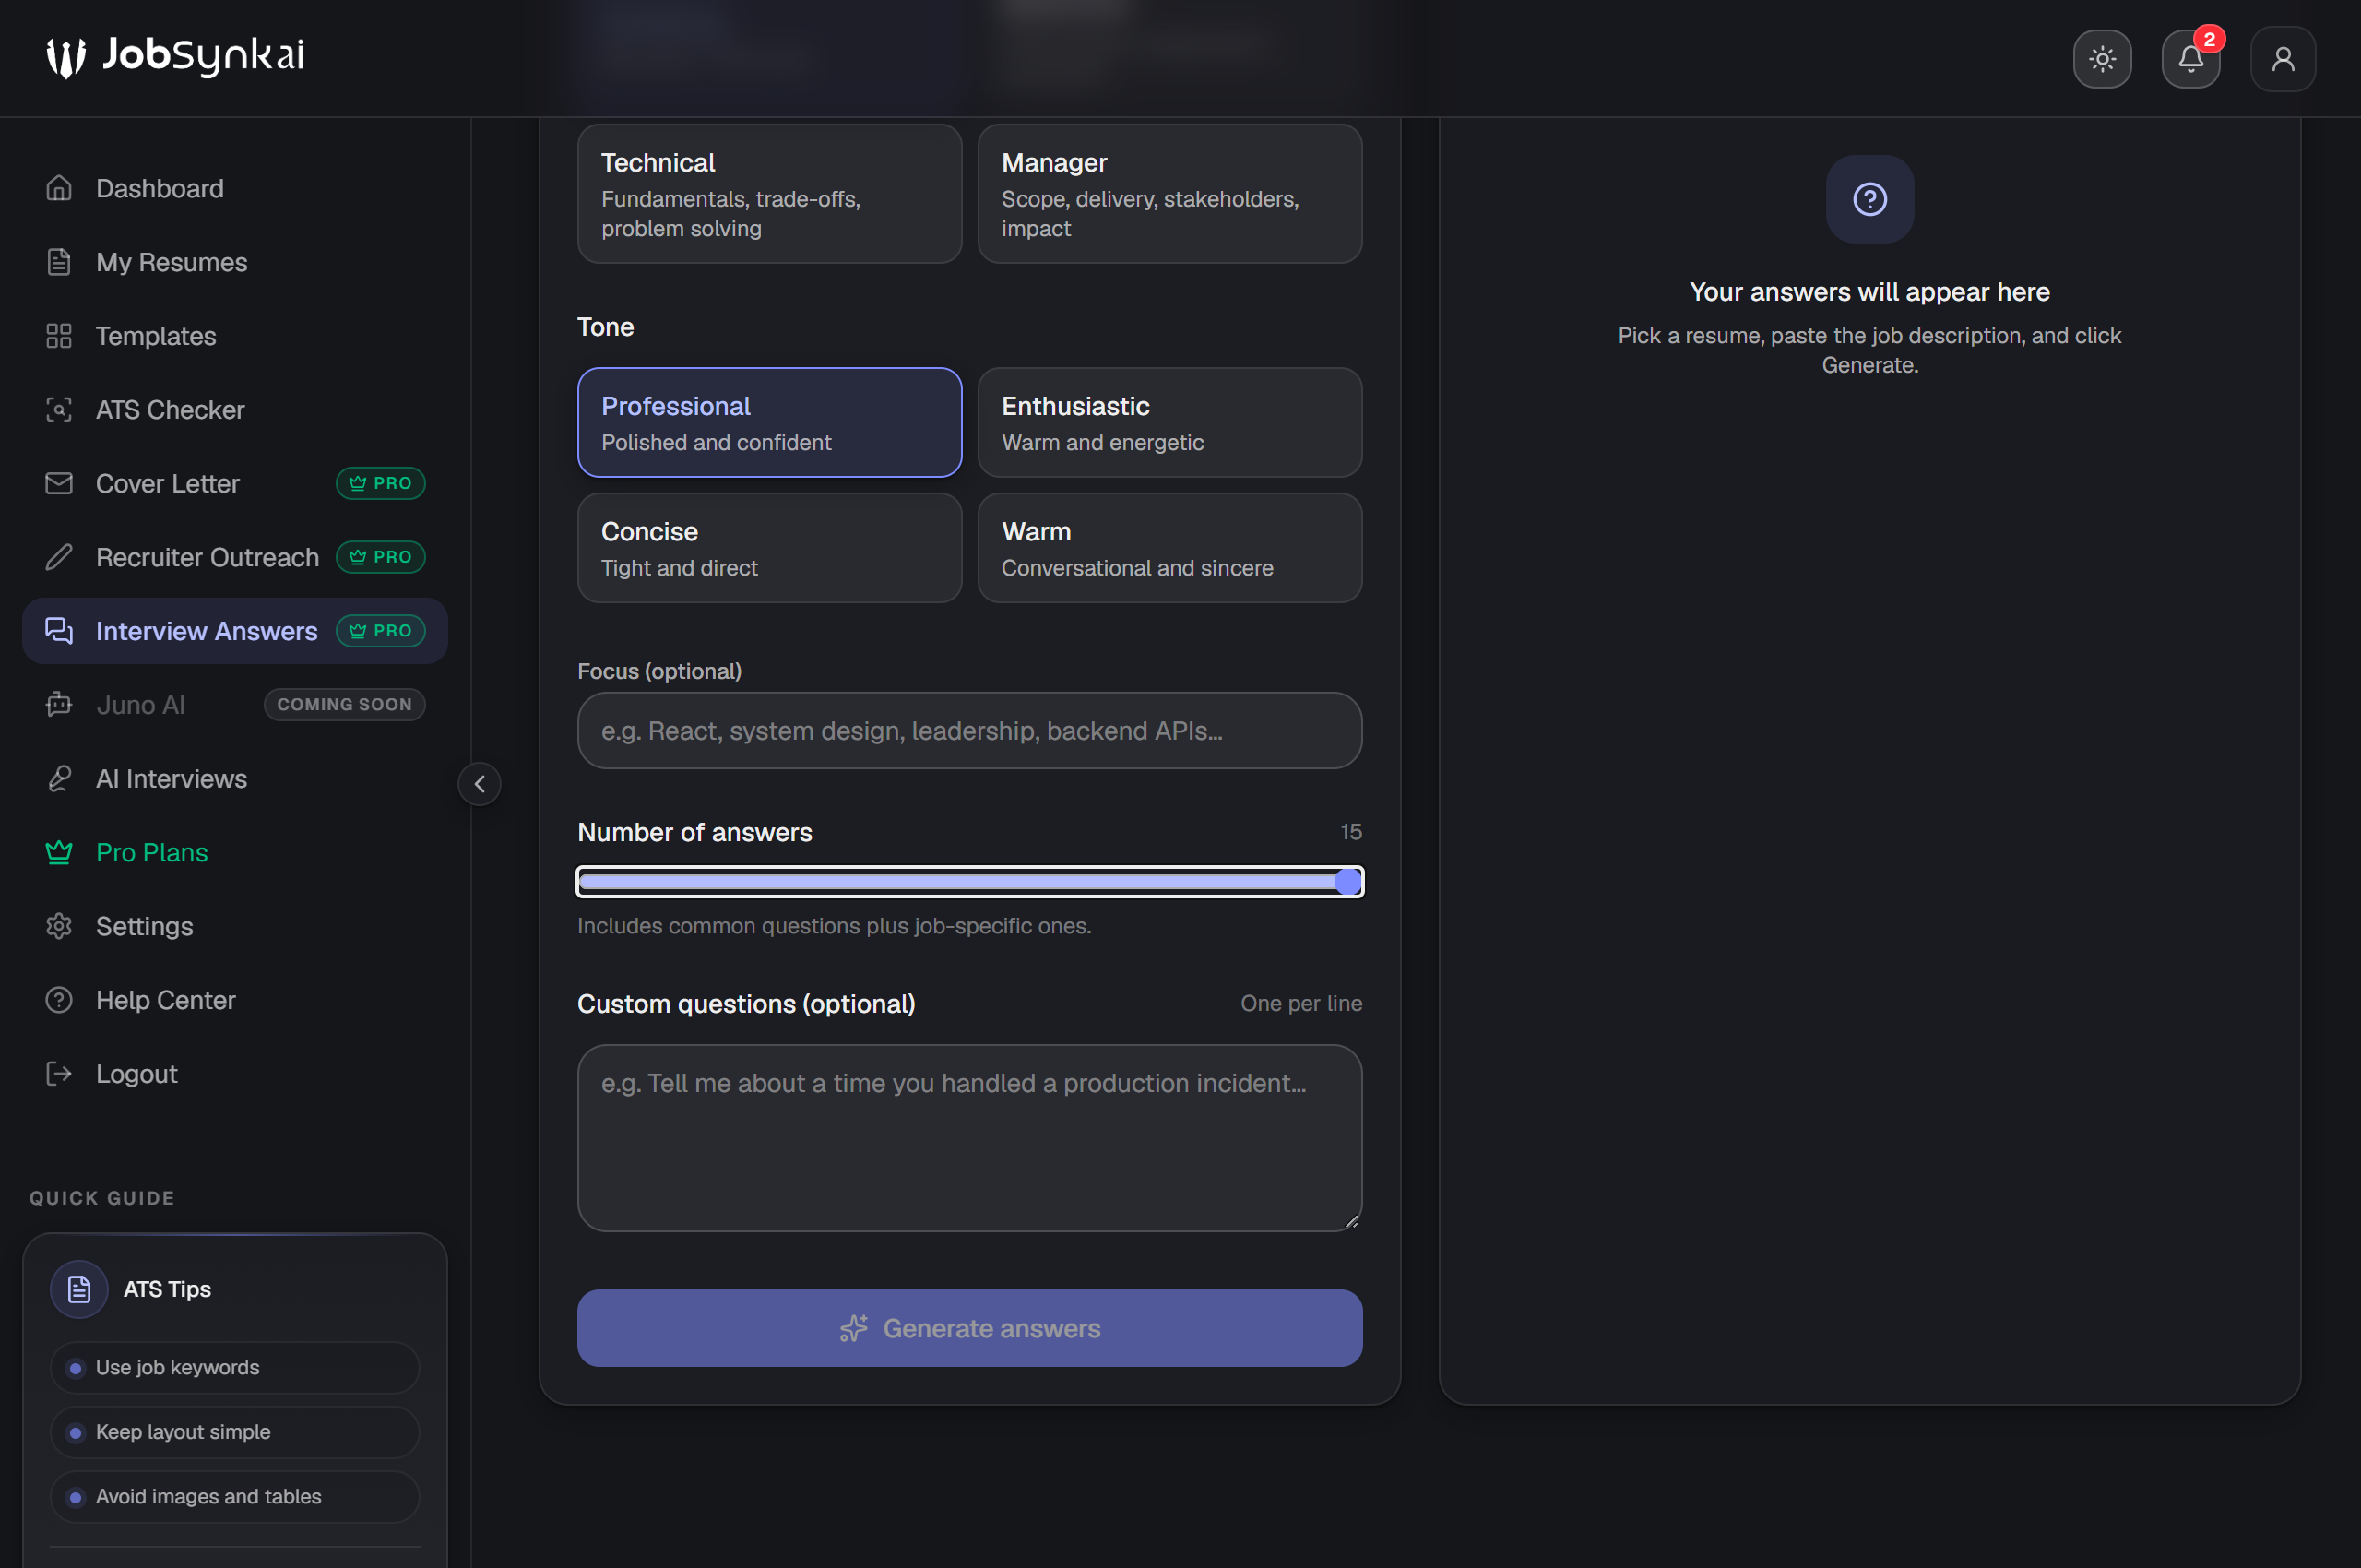 JobSynkai
2
Dashboard
My Resumes
Templates
ATS Checker
Cover Letter
PRO
Recruiter Outreach
PRO
Interview Answers
PRO
Juno AI
COMING SOON
AI Interviews
Pro Plans
Settings
Help Center
Logout
QUICK GUIDE
ATS Tips
Use job keywords
Keep layout simple
Avoid images and tables
Technical
Fundamentals, trade-offs,
problem solving
Manager
Scope, delivery, stakeholders,
impact
Tone
Professional
Polished and confident
Enthusiastic
Warm and energetic
Concise
Tight and direct
Warm
Conversational and sincere
Focus (optional)
e.g. React, system design, leadership, backend APIs...
Number of answers
15
Includes common questions plus job-specific ones.
Custom questions (optional)
One per line
e.g. Tell me about a time you handled a production incident...
Generate answers
Your answers will appear here
Pick a resume, paste the job description, and click
Generate.